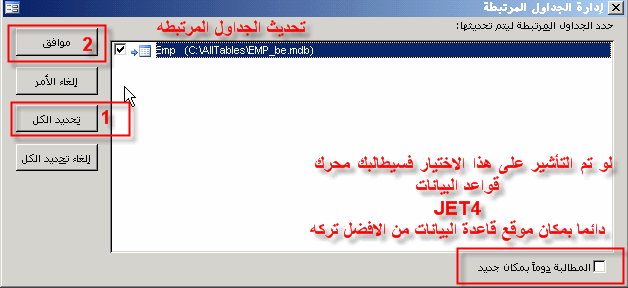 إدارة الجداول المرتبطة
حدد الجداول المرتبطة ليتم تحديثها:
تحديث الجداول المرتبطه
موافق
2
Emp (C:\AllTables\EMP_be.mdb)
إلغاء الأمر
تحديد الكل
1
إلغاء تحديد الكل
لو تم التأشير على هذا الاختيار فسيطالبك محرك
قواعد البيانات
JET4
دائما بمكان موقع قاعدة البيانات من الافضل تركه
المطالبة دوماً بمكان جديد